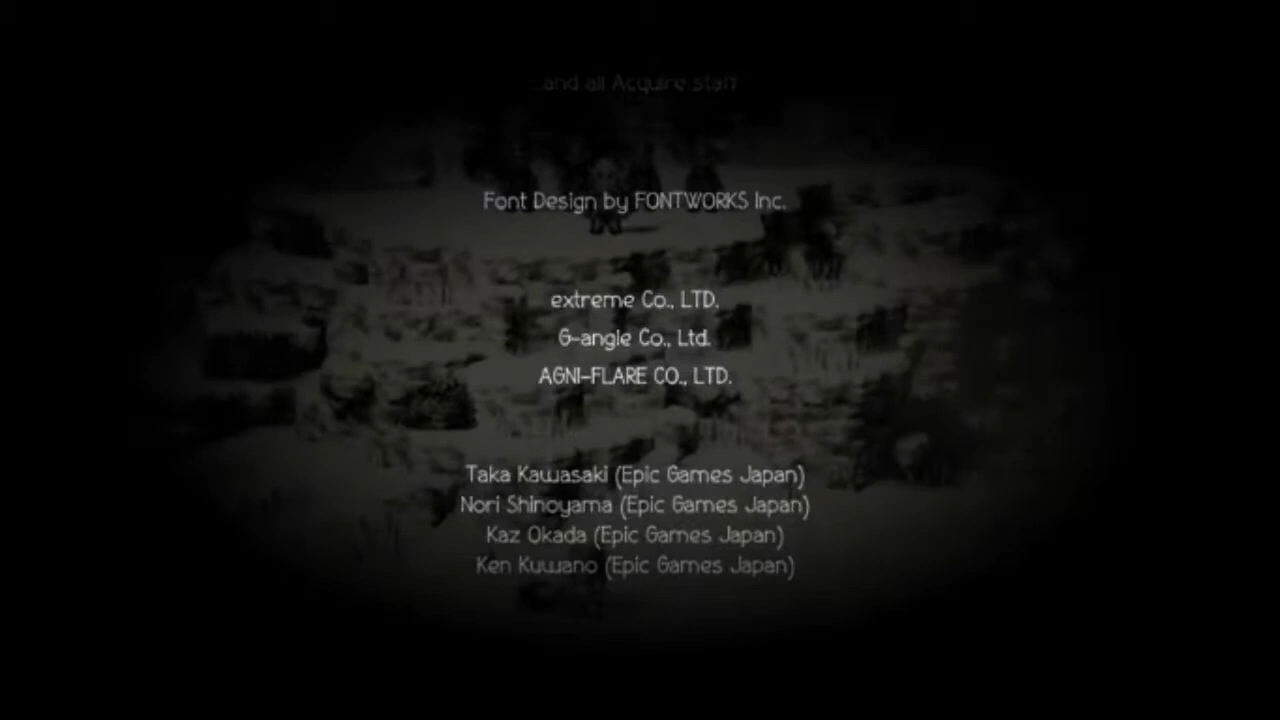 ...and all Acquire staff
Font Design by FONTWORKS Inc.
extreme Co., LTD.
G-angle Co., Ltd.
AGNI-FLARE CO., LTD.
Taka Kawasaki (Epic Games Japan)
Nori Shinoyama (Epic Games Japan)
Kaz Okada (Epic Games Japan)
Ken Kuwano (Epic Games Japan)